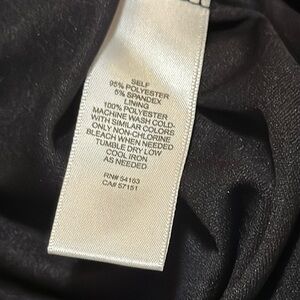 SELF
95% POLYESTER
5% SPANDEX
LINING
100% POLYESTER
MACHINE WASH COLD-
WITH SIMILAR COLORS
ONLY NON-CHLORINE
BLEACH WHEN NEEDED
TUMBLE DRY LOW
COOL IRON
AS NEEDED
RN# 54163
CA# 57151